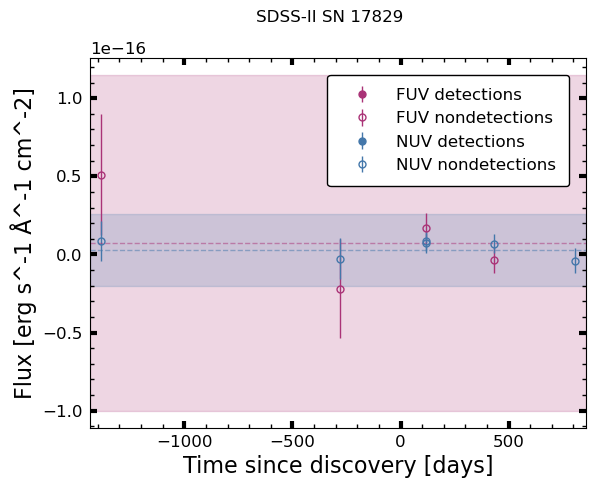 SDSS-II SN 17829
1e−16
FUV detections
FUV nondetections
NUV detections
NUV nondetections
1.0
0.5
0.0
−0.5
−1.0
Flux [erg s^-1 Å^-1 cm^-2]
−1000
−500
0
500
Time since discovery [days]